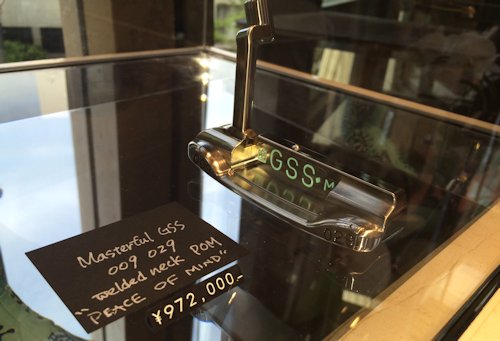 GSS•M
Masterful GSS
009 029
"welded neck POM
PEACE OF MIND"
¥972,000-